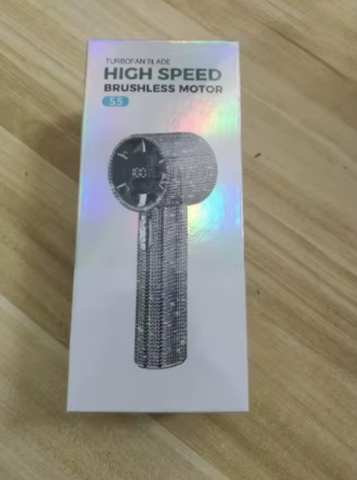 TURBOFAN BLADE
HIGH SPEED
BRUSHLESS MOTOR
S5